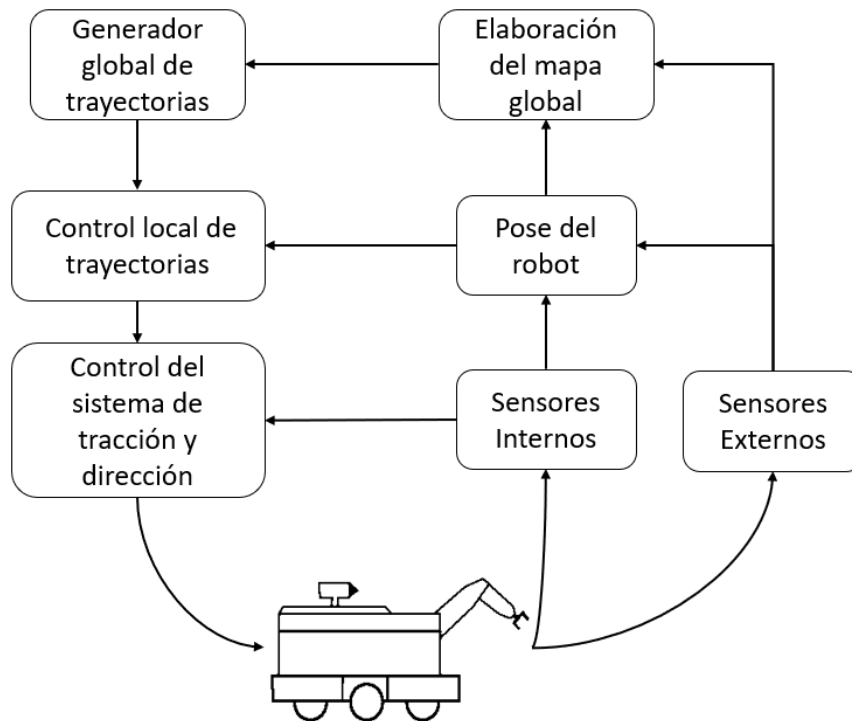 Generador
global de
trayectorias
Elaboración
del mapa
global
Control local de
trayectorias
Pose del
robot
Control del
sistema de
tracción y
dirección
Sensores
Internos
Sensores
Externos